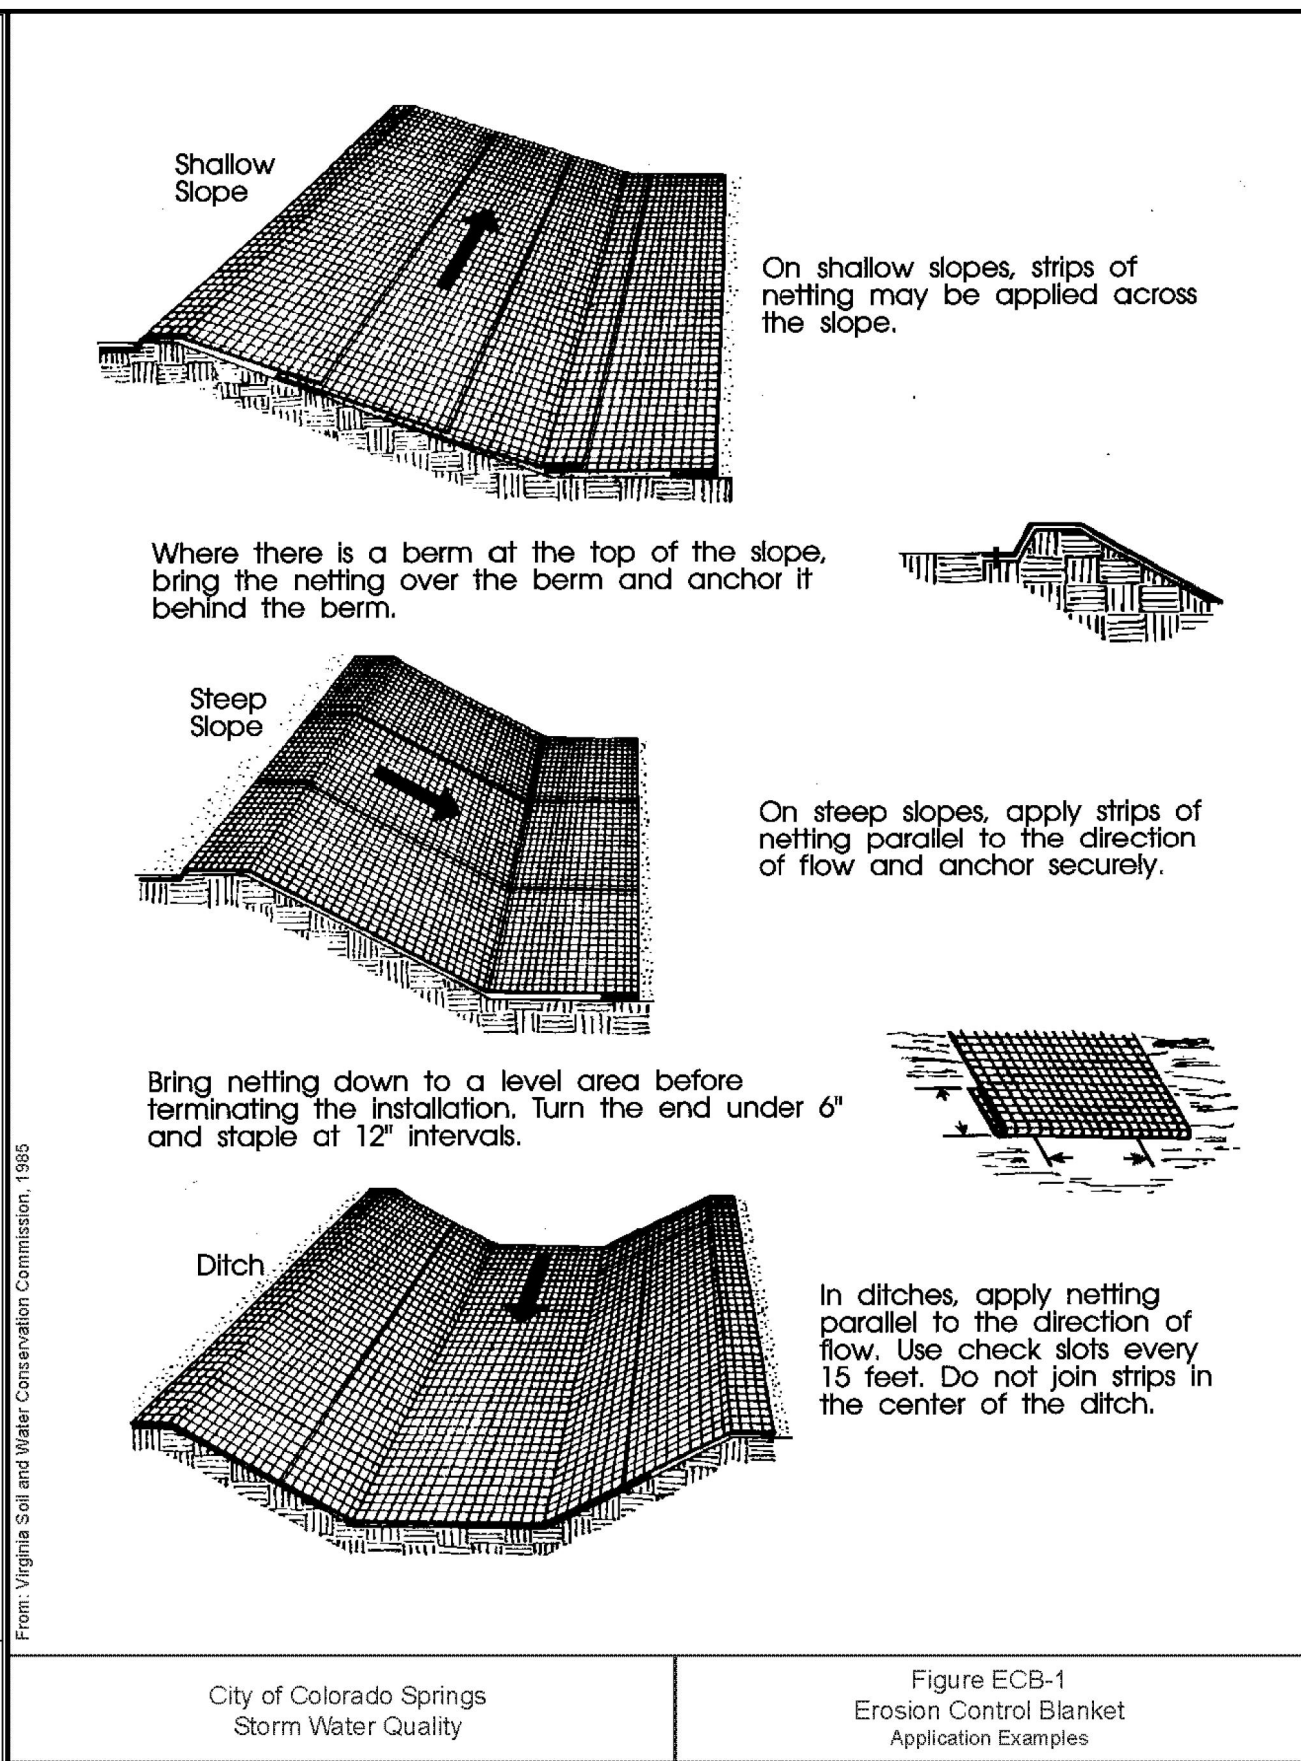 Shallow
Slope
On shallow slopes, strips of
netting may be applied across
the slope.
Where there is a berm at the top of the slope,
bring the netting over the berm and anchor it
behind the berm.
Steep
Slope
On steep slopes, apply strips of
netting parallel to the direction
of flow and anchor securely.
Bring netting down to a level area before
terminating the installation. Turn the end under 6"
and staple at 12" intervals.
Ditch
In ditches, apply netting
parallel to the direction of
flow. Use check slots every
15 feet. Do not join strips in
the center of the ditch.
From: Virginia Soil and Water Conservation Commission, 1985
City of Colorado Springs
Storm Water Quality
Figure ECB-1
Erosion Control Blanket
Application Examples